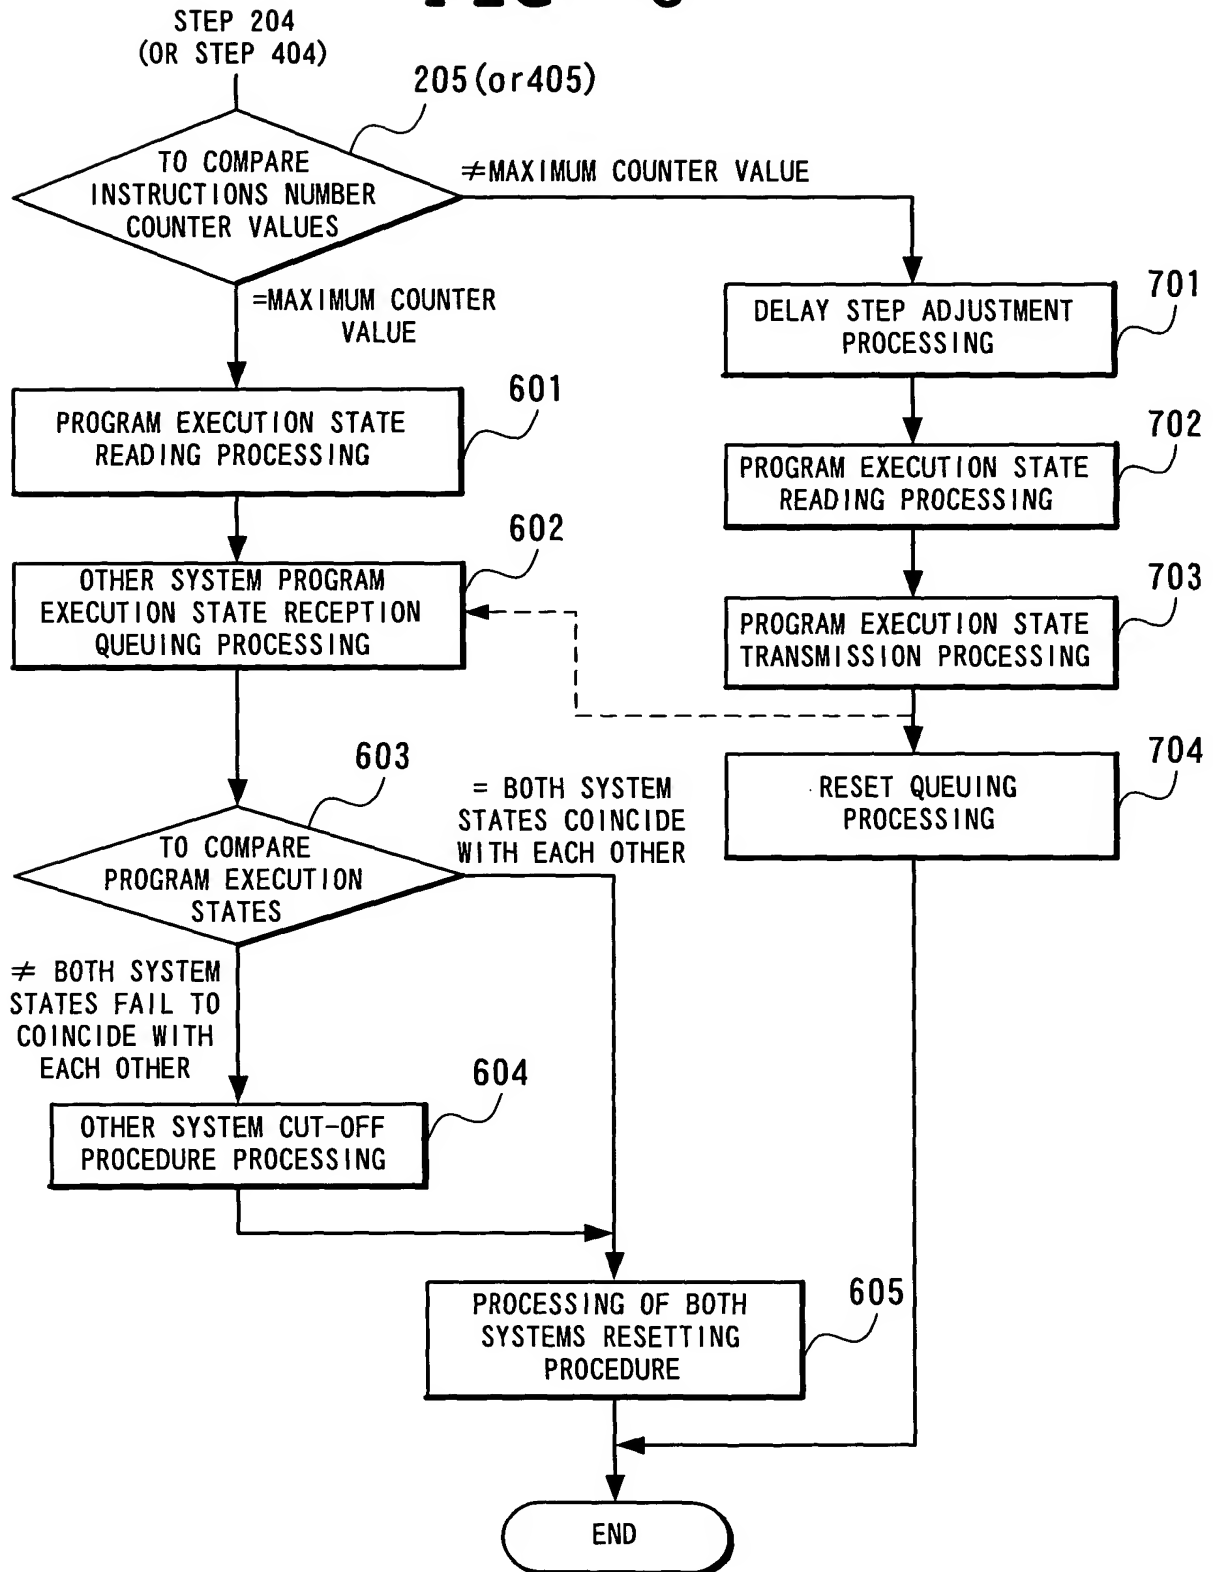 STEP 204
(OR STEP 404)
205(or405)
TO COMPARE
INSTRUCTIONS NUMBER
COUNTER VALUES
≠MAXIMUM COUNTER VALUE
=MAXIMUM COUNTER
VALUE
701
DELAY STEP ADJUSTMENT
PROCESSING
601
PROGRAM EXECUTION STATE
READING PROCESSING
702
PROGRAM EXECUTION STATE
READING PROCESSING
602
OTHER SYSTEM PROGRAM
EXECUTION STATE RECEPTION
QUEUING PROCESSING
703
PROGRAM EXECUTION STATE
TRANSMISSION PROCESSING
704
RESET QUEUING
PROCESSING
603
TO COMPARE
PROGRAM EXECUTION
STATES
= BOTH SYSTEM
STATES COINCIDE
WITH EACH OTHER
≠ BOTH SYSTEM
STATES FAIL TO
COINCIDE WITH
EACH OTHER
604
OTHER SYSTEM CUT-OFF
PROCEDURE PROCESSING
605
PROCESSING OF BOTH
SYSTEMS RESETTING
PROCEDURE
END